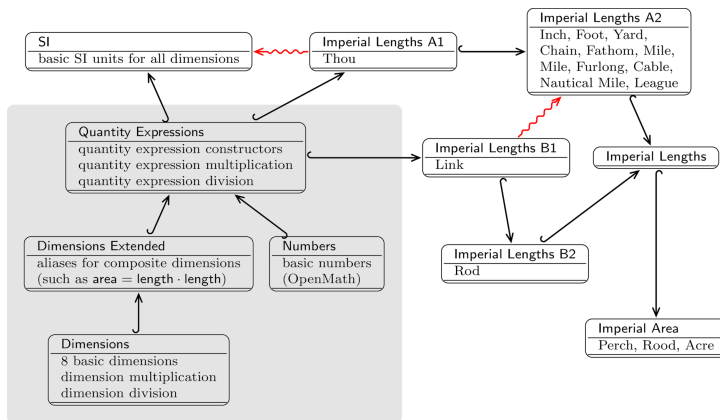 SI
basic SI units for all dimensions
Imperial Lengths A1
Thou
Imperial Lengths A2
Inch, Foot, Yard,
Chain, Fathom, Mile,
Mile, Furlong, Cable,
Nautical Mile, League
Quantity Expressions
quantity expression constructors
quantity expression multiplication
quantity expression division
Imperial Lengths B1
Link
Imperial Lengths
Dimensions Extended
aliases for composite dimensions
(such as area = length · length)
Numbers
basic numbers
(OpenMath)
Imperial Lengths B2
Rod
Dimensions
8 basic dimensions
dimension multiplication
dimension division
Imperial Area
Perch, Rood, Acre